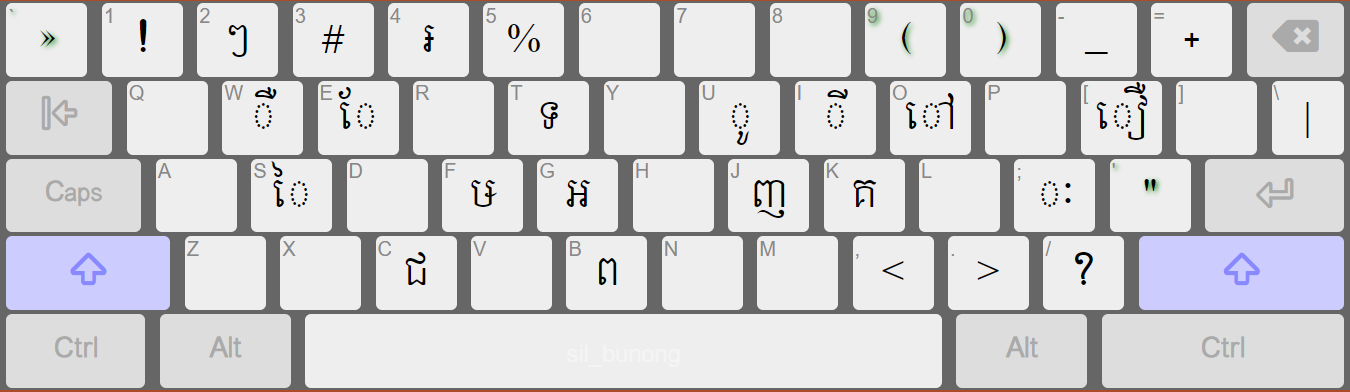 ` » 1 ! 2 ៗ 3 # 4 ៛ 5 % 6 7 8 9 ( 0 ) - _ = +
Q W ឺ E ែ R T ទ Y U ូ I ី O ៅ P [ ឿ ] \ |
Caps A S ៃ D F ម្ G អ H J ញ K គ L ; ះ ' "
Z X C ជ V B ព N M , < . > / ?
Ctrl Alt sil_bunong Alt Ctrl